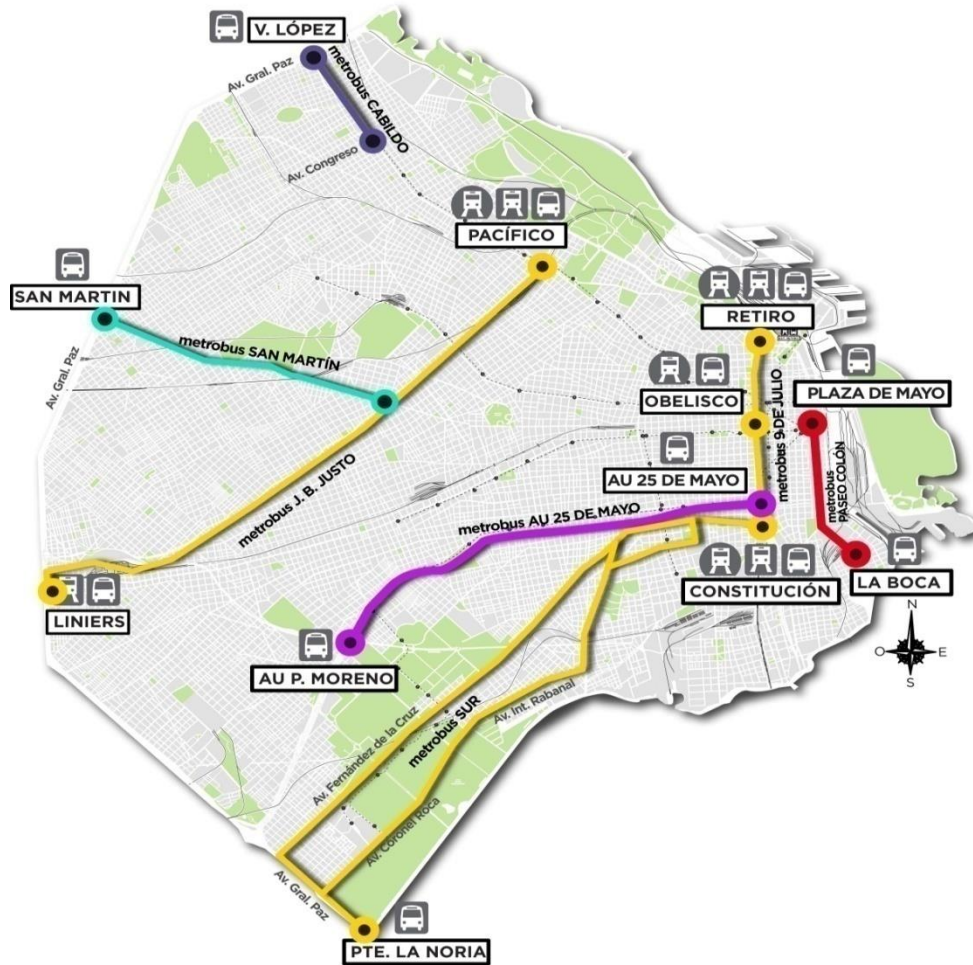 V. LÓPEZ
Av. Gral. Paz
metrobus CABILDO
Av. Congreso
PACÍFICO
SAN MARTIN
metrobus SAN MARTÍN
Av. Gral. Paz
RETIRO
OBELISCO
PLAZA DE MAYO
metrobus 9 DE JULIO
AU 25 DE MAYO
metrobus
PASEO COLÓN
metrobus J. B. JUSTO
metrobus AU 25 DE MAYO
LINIERS
CONSTITUCIÓN
LA BOCA
N
O
E
S
AU P. MORENO
Av. Int. Rabanal
metrobus SUR
Av. Fernández de la Cruz
Av. Coronel Roca
Av. Gral. Paz
PTE. LA NORIA